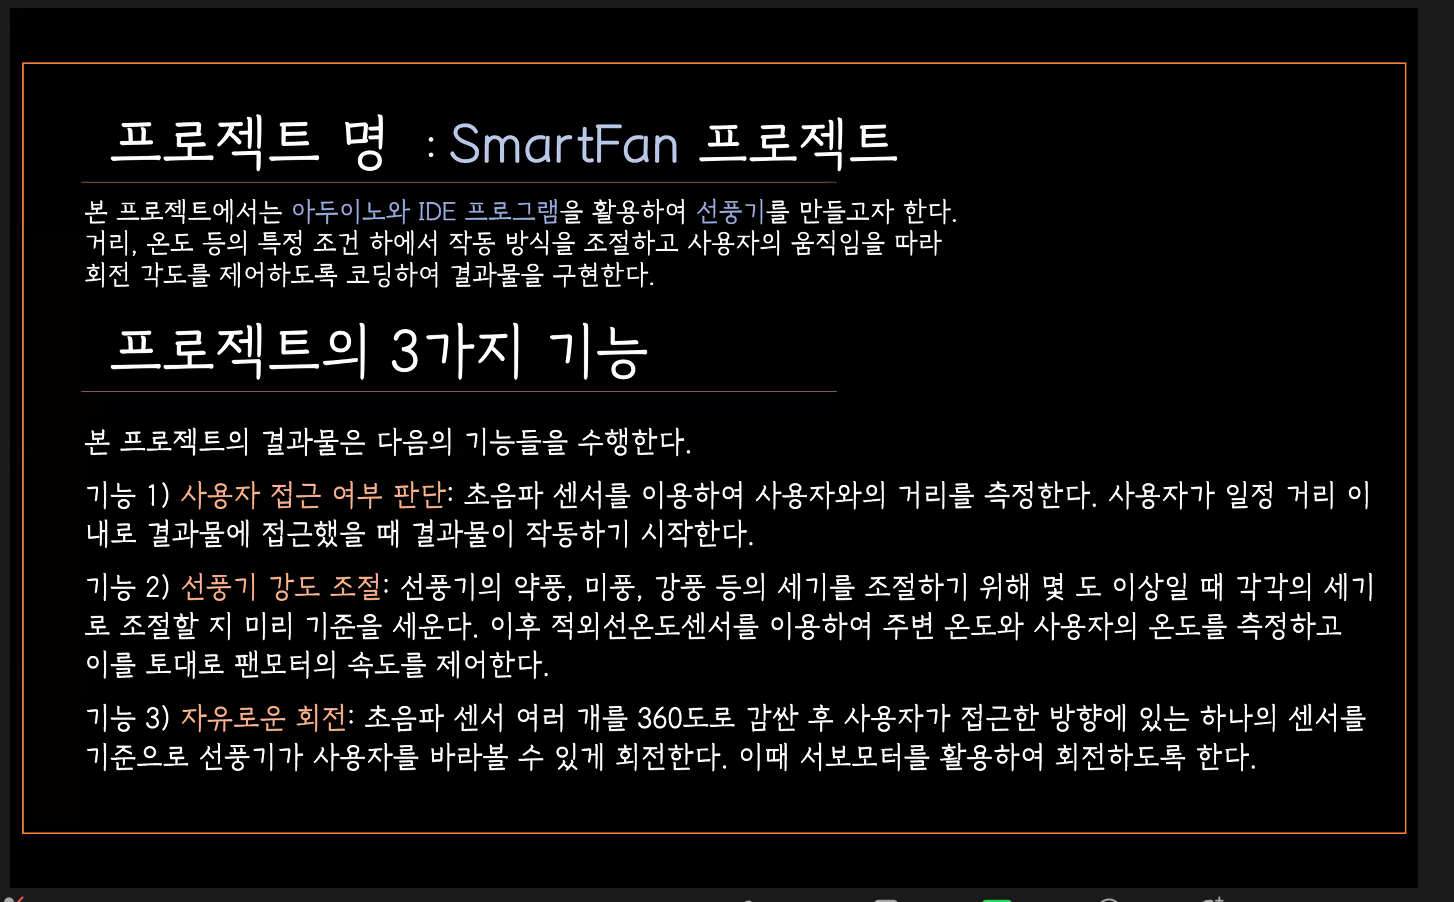 프로젝트 명 : SmartFan 프로젝트
본 프로젝트에서는 아두이노와 IDE 프로그램을 활용하여 선풍기를 만들고자 한다.
거리, 온도 등의 특정 조건 하에서 작동 방식을 조절하고 사용자의 움직임을 따라
회전 각도를 제어하도록 코딩하여 결과물을 구현한다.
프로젝트의 3가지 기능
본 프로젝트의 결과물은 다음의 기능들을 수행한다.
기능 1) 사용자 접근 여부 판단: 초음파 센서를 이용하여 사용자와의 거리를 측정한다. 사용자가 일정 거리 이
내로 결과물에 접근했을 때 결과물이 작동하기 시작한다.
기능 2) 선풍기 강도 조절: 선풍기의 약풍, 미풍, 강풍 등의 세기를 조절하기 위해 몇 도 이상일 때 각각의 세기
로 조절할 지 미리 기준을 세운다. 이후 적외선온도센서를 이용하여 주변 온도와 사용자의 온도를 측정하고
이를 토대로 팬모터의 속도를 제어한다.
기능 3) 자유로운 회전: 초음파 센서 여러 개를 360도로 감싼 후 사용자가 접근한 방향에 있는 하나의 센서를
기준으로 선풍기가 사용자를 바라볼 수 있게 회전한다. 이때 서보모터를 활용하여 회전하도록 한다.